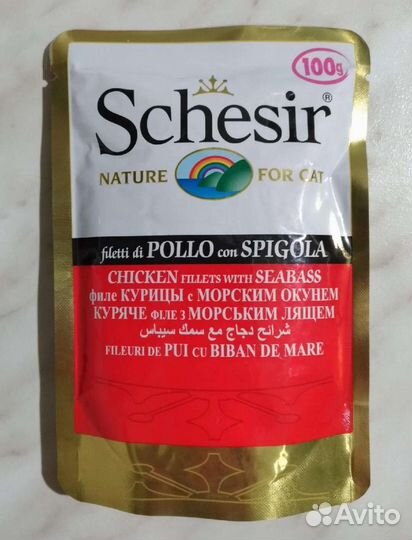 100g
Schesir®
NATURE FOR CAT
filetti di POLLO con SPIGOLA
CHICKEN FILLETS WITH SEABASS
филе КУРИЦЫ с МОРСКИМ ОКУНЕМ
КУРЯЧЕ ФІЛЕ З МОРСЬКИМ ЛЯЩЕМ
شرائح دجاج مع سمك سيباس
FILEURI DE PUI CU BIBAN DE MARE
Avito